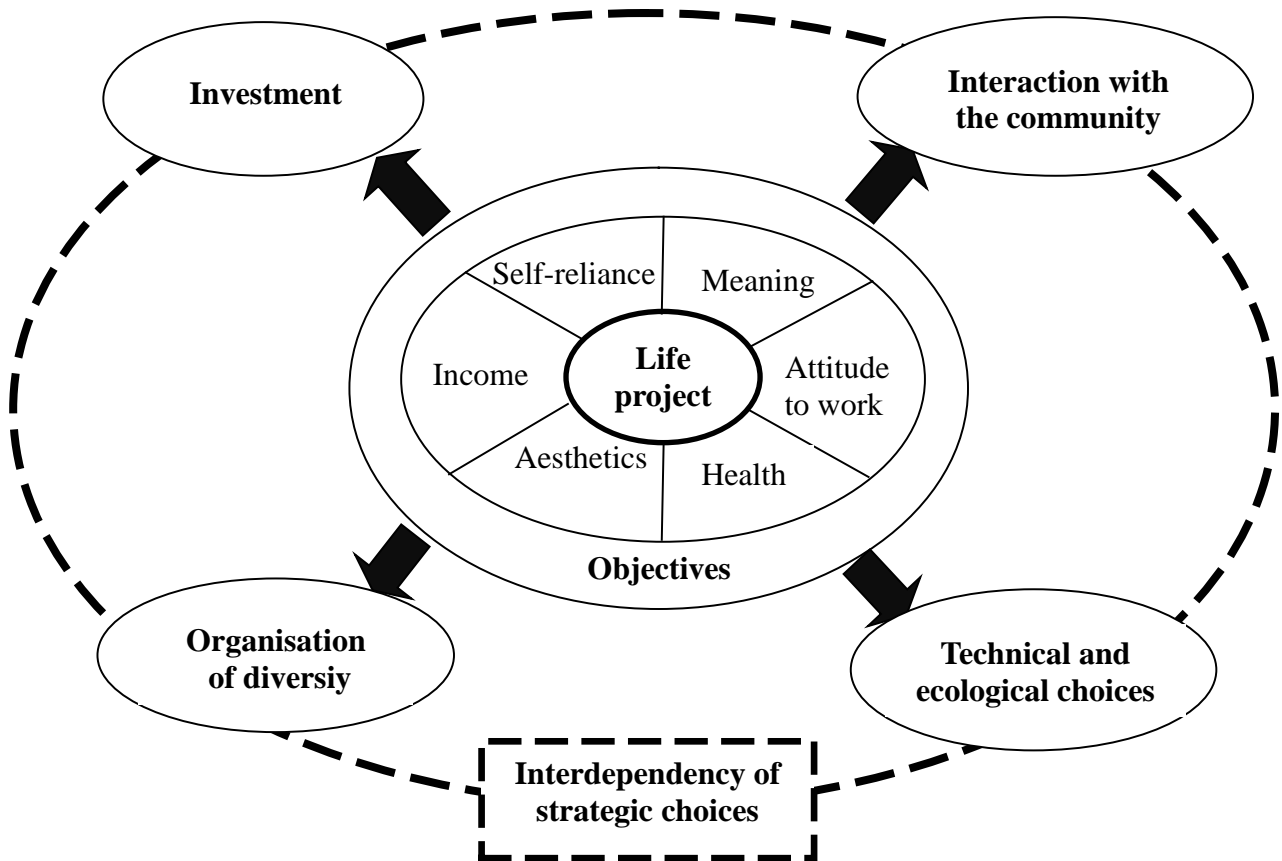 Investment
Interaction with
the community
Self-reliance
Meaning
Income
Life
project
Attitude
to work
Aesthetics
Health
Objectives
Organisation
of diversiy
Technical and
ecological choices
Interdependency of
strategic choices